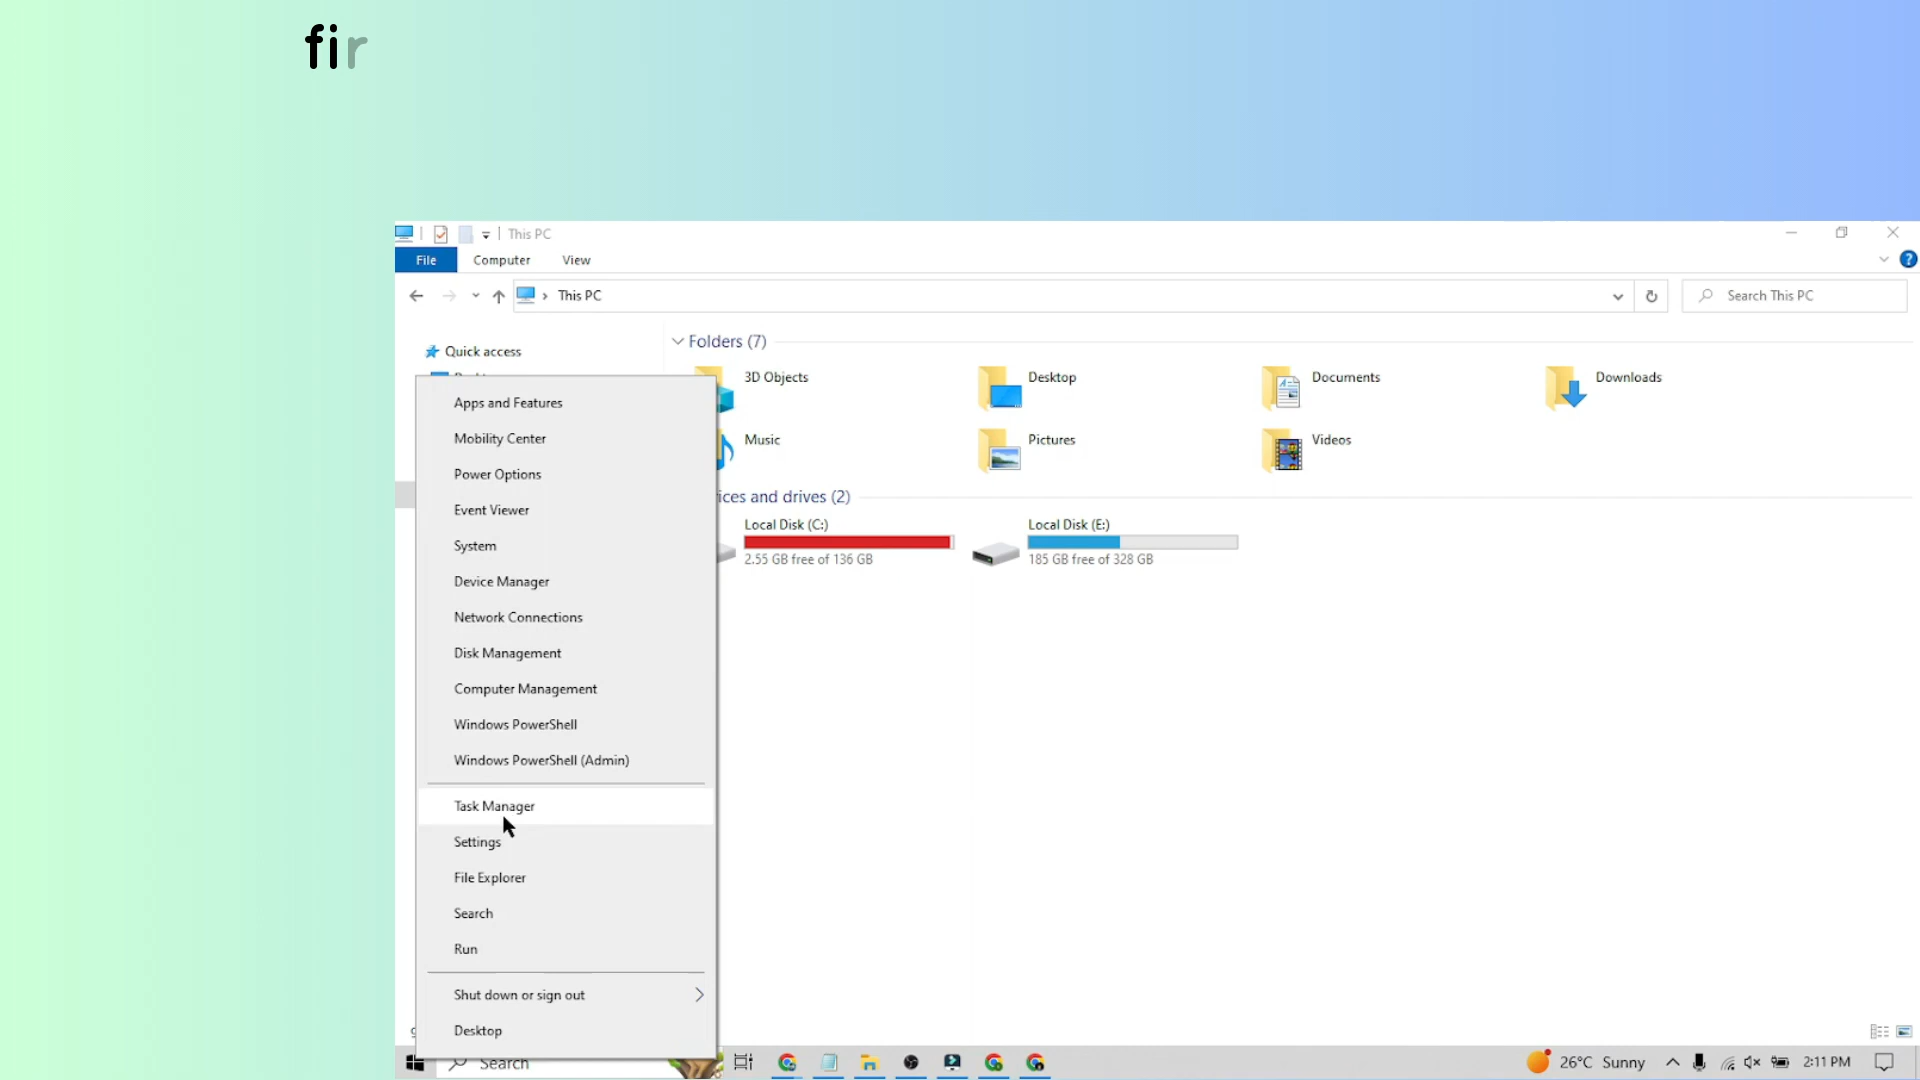 fir
This PC
File Computer View
This PC
Search This PC
Quick access
Folders (7)
3D Objects
Desktop
Documents
Downloads
Music
Pictures
Videos
ices and drives (2)
Local Disk (C:)
2.55 GB free of 136 GB
Local Disk (E:)
185 GB free of 328 GB
Apps and Features
Mobility Center
Power Options
Event Viewer
System
Device Manager
Network Connections
Disk Management
Computer Management
Windows PowerShell
Windows PowerShell (Admin)
Task Manager
Settings
File Explorer
Search
Run
Shut down or sign out
Desktop
Search
26°C Sunny
2:11 PM